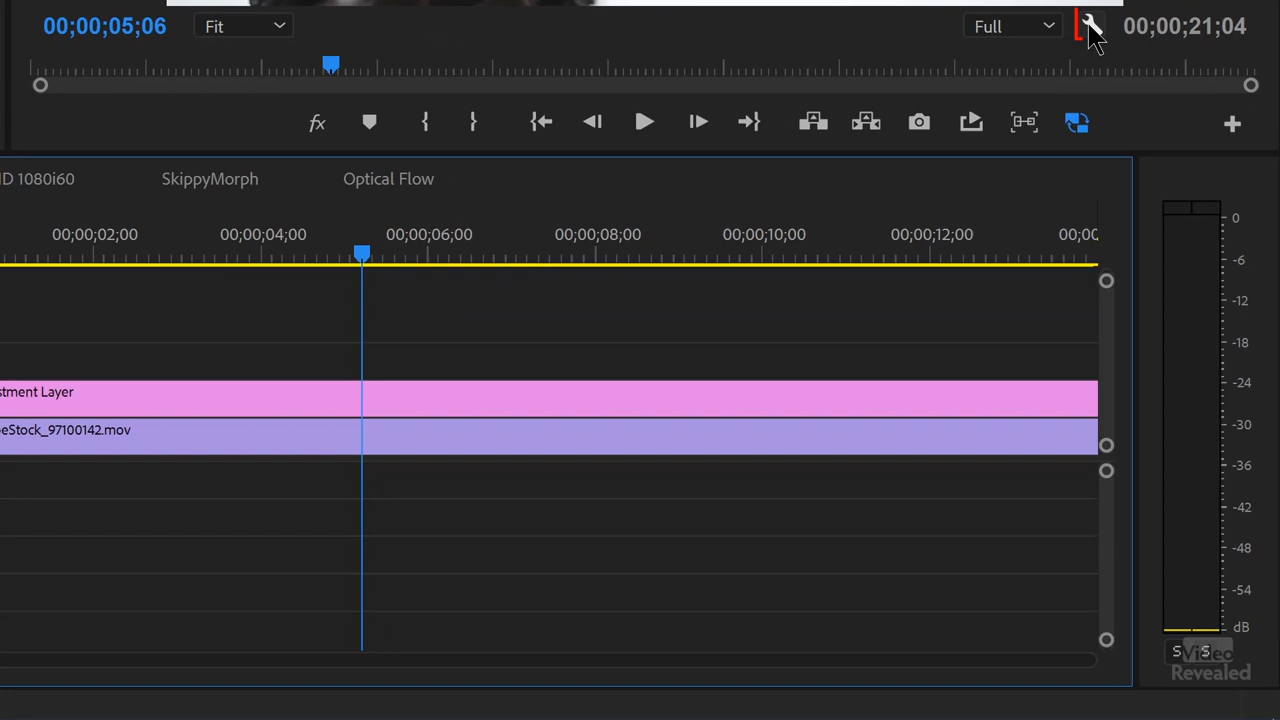 00;00;05;06 Fit Full 00;00;21;04
fx
ID 1080i60 SkippyMorph Optical Flow
00;00;02;00 00;00;04;00 00;00;06;00 00;00;08;00 00;00;10;00 00;00;12;00 00;00
0
-6
-12
-18
stment Layer
-24
eStock_97100142.mov
-30
-36
-42
-48
-54
dB
S S
Video
Revealed